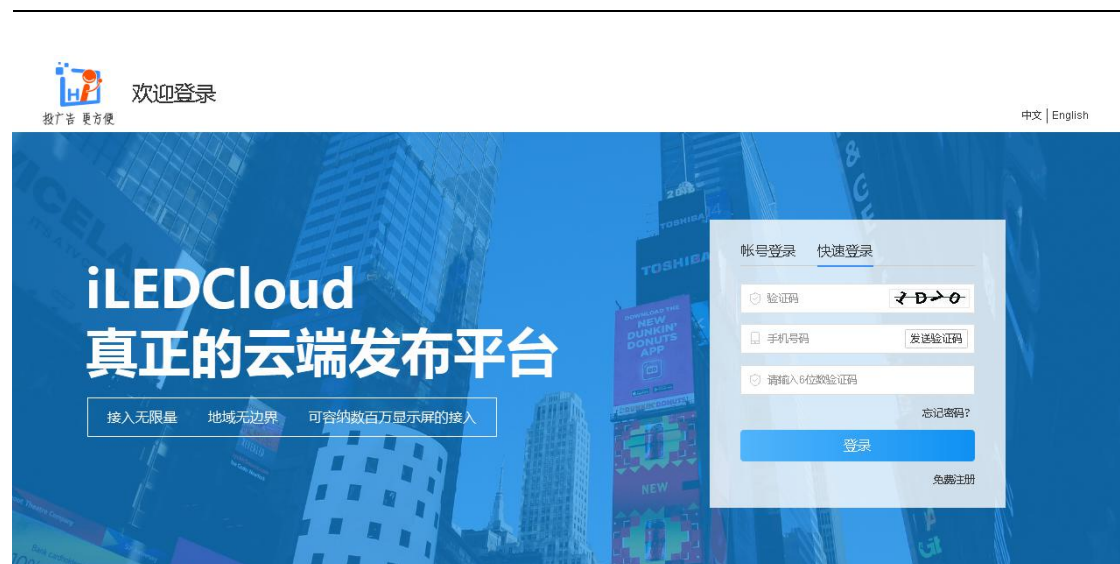 投广告 更方便
欢迎登录
中文 | English
iLEDCloud
真正的云端发布平台
接入无限量 地域无边界 可容纳数百万显示屏的接入
帐号登录 快速登录
验证码
手机号码 发送验证码
请输入6位数验证码
忘记密码?
登录
免费注册
TOSHIBA
TOSHIBA
DOWNLOAD THE
NEW
DUNKIN'
DONUTS
APP
NEW